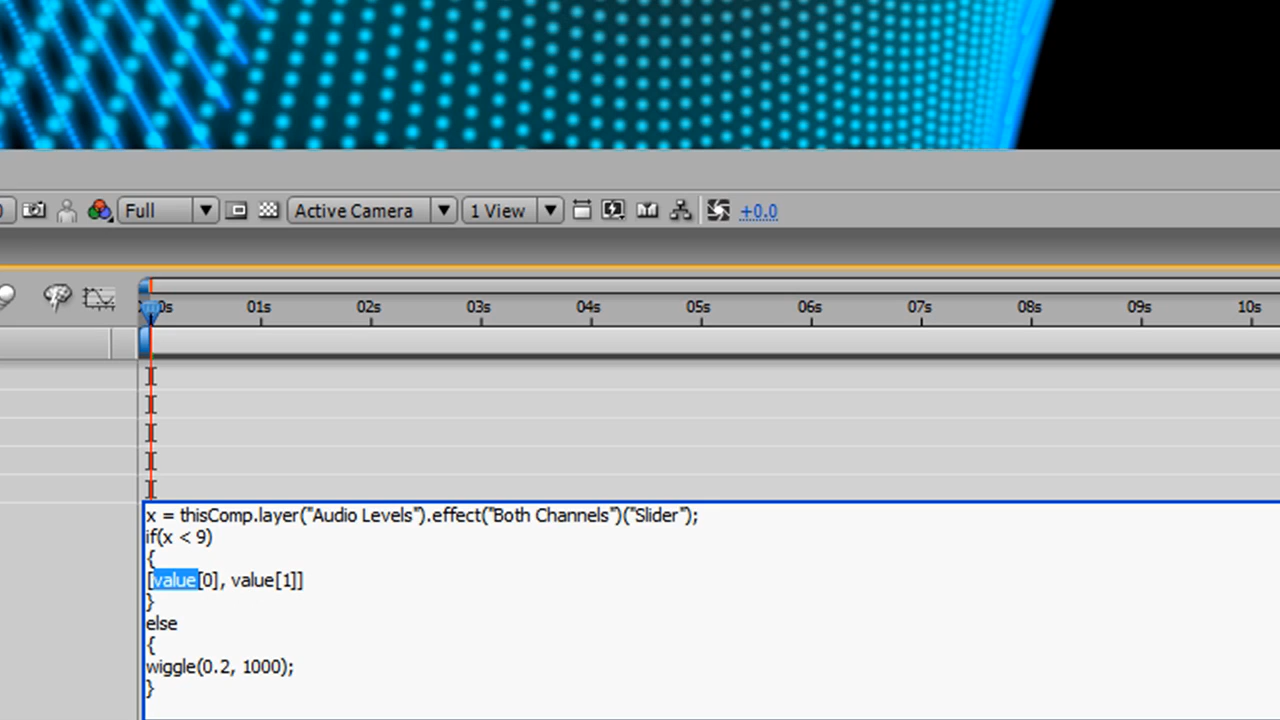 Full Active Camera 1 View +0.0
0s 01s 02s 03s 04s 05s 06s 07s 08s 09s 10s
x = thisComp.layer("Audio Levels").effect("Both Channels")("Slider");
if(x < 9)
{
[value[0], value[1]]
}
else
{
wiggle(0.2, 1000);
}